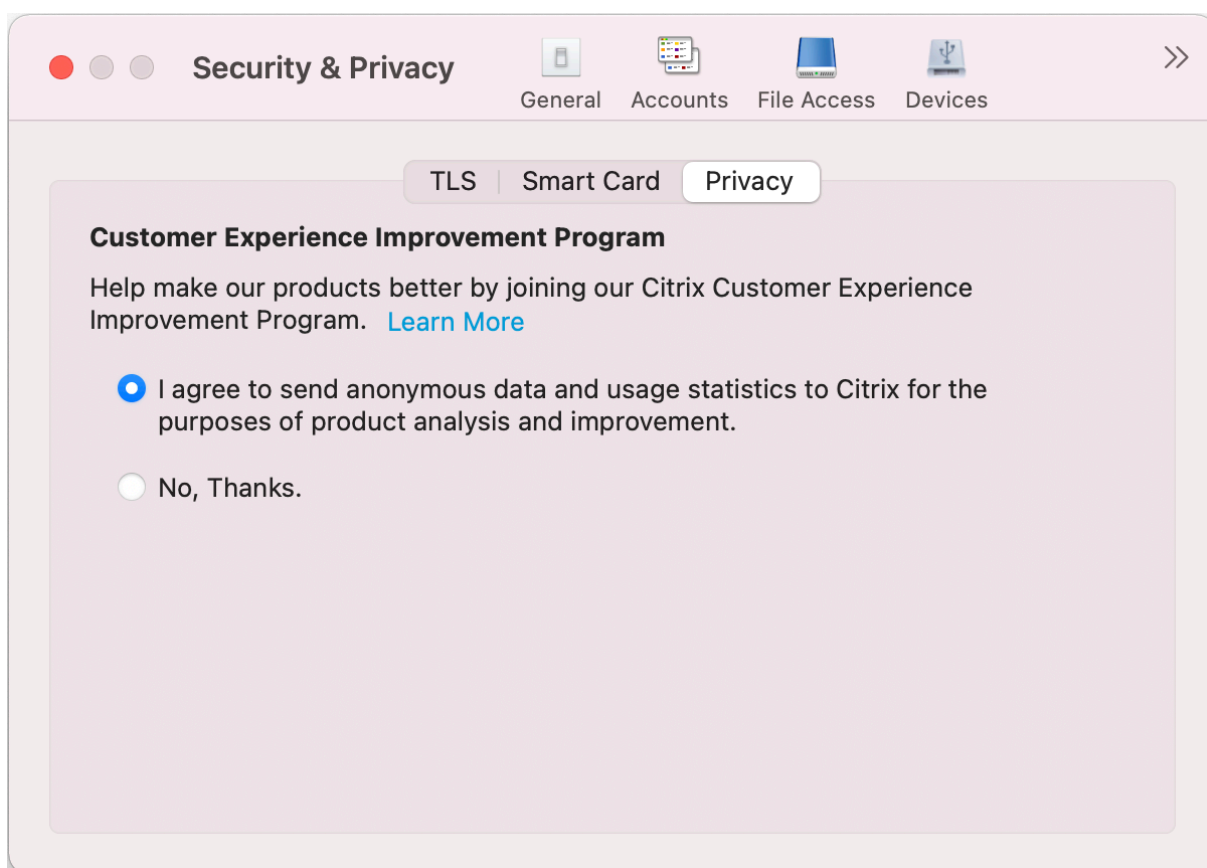 Security & Privacy
General Accounts File Access Devices
TLS Smart Card Privacy
Customer Experience Improvement Program
Help make our products better by joining our Citrix Customer Experience
Improvement Program. Learn More
I agree to send anonymous data and usage statistics to Citrix for the
purposes of product analysis and improvement.
No, Thanks.